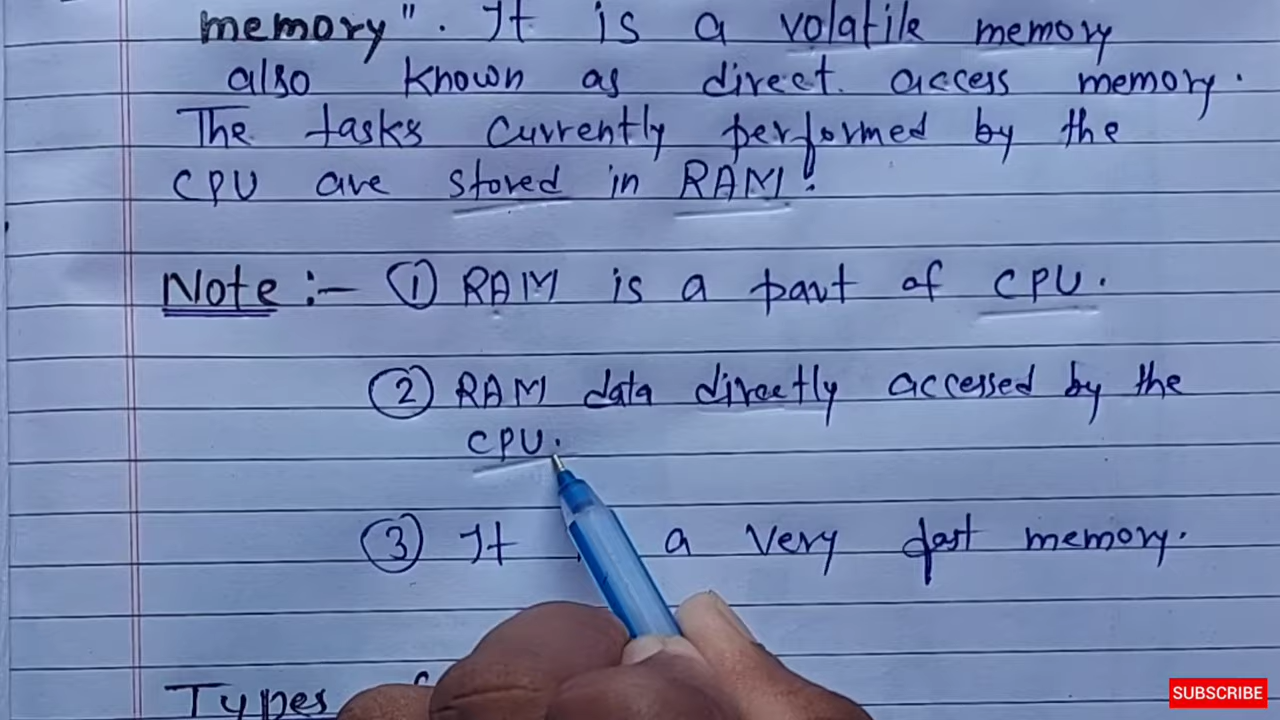 memory". It is a volatile memory
also known as direct access memory.
The tasks currently performed by the
CPU are stored in RAM.
Note :- ① RAM is a part of CPU.
② RAM data directly accessed by the
CPU.
③ It a very fast memory.
Types
SUBSCRIBE